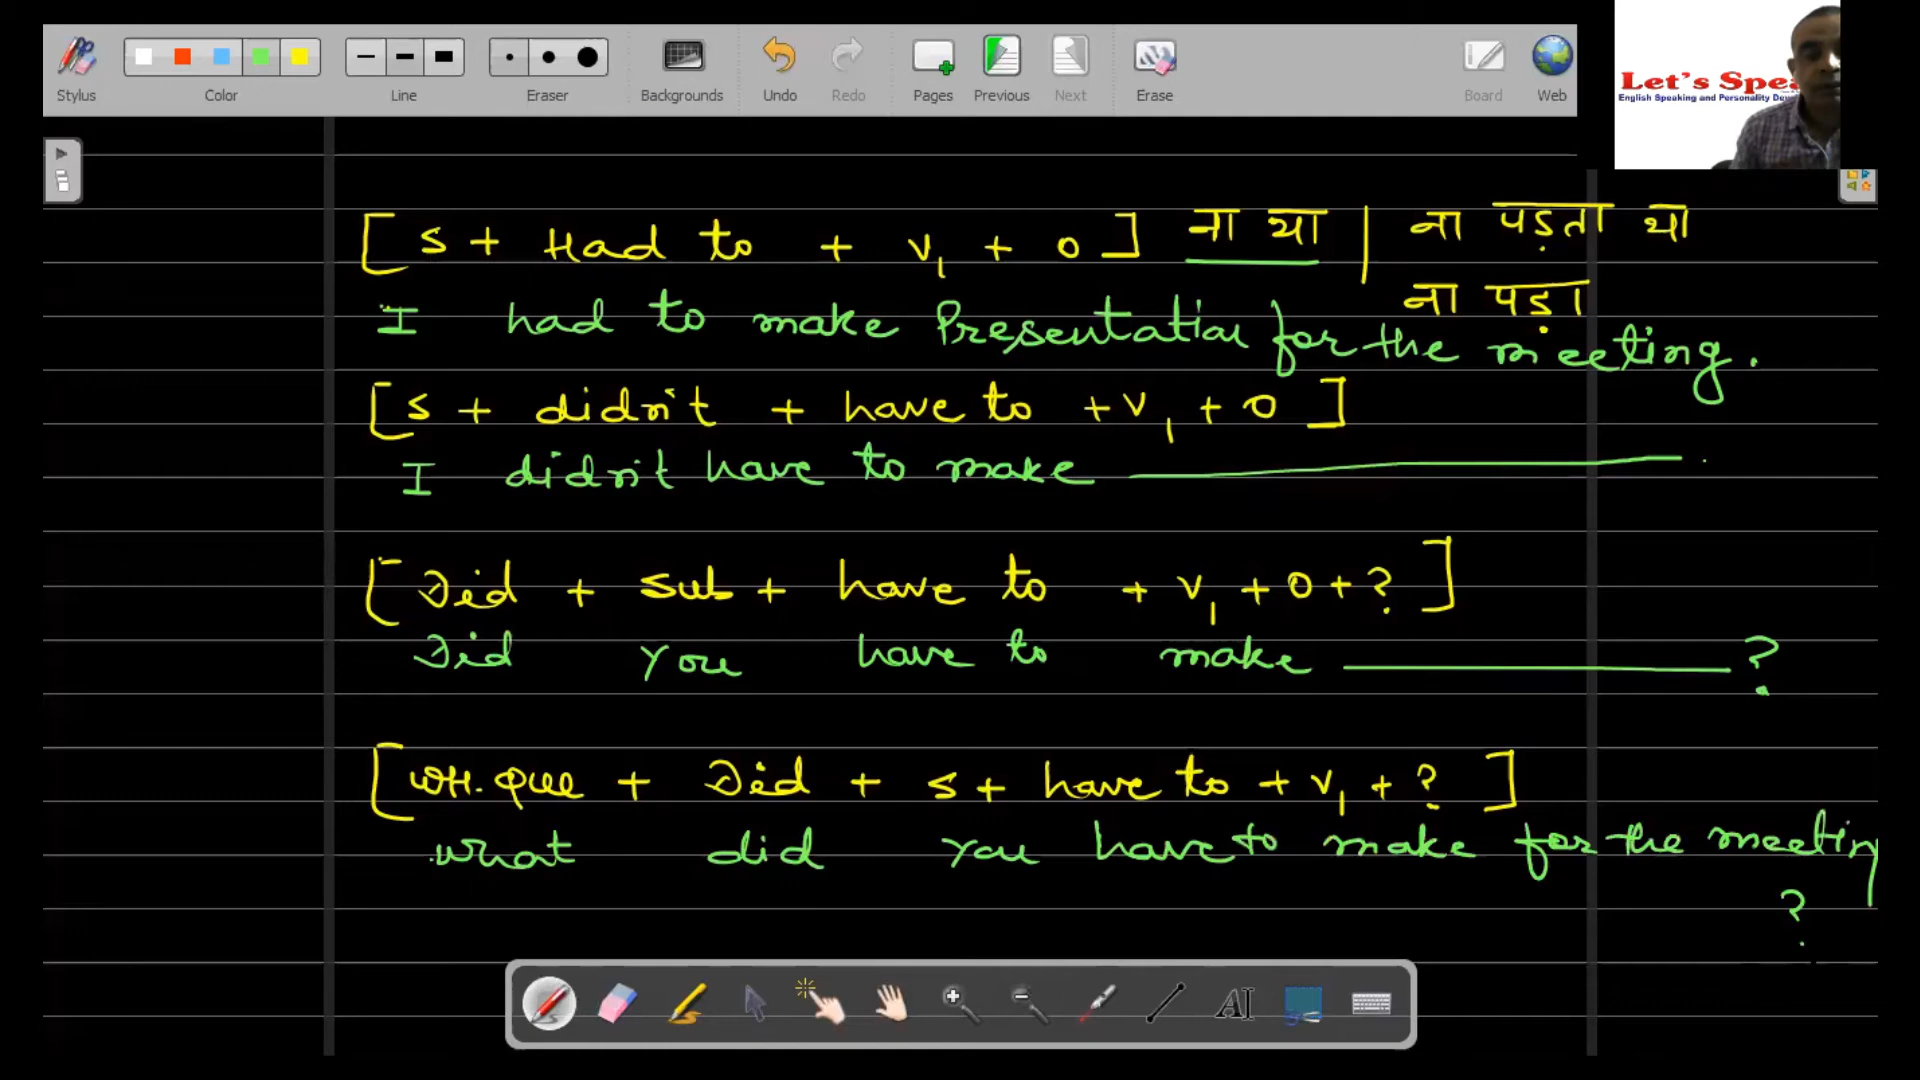 Stylus
Color
Line
Eraser
Backgrounds
Undo
Redo
Pages
Previous
Next
Erase
Board
Web
Let's Spea
English Speaking and Personality Dev
[ S + Had to + V1 + O ] ना था | ना पड़ता था
ना पड़ा
I had to make Presentation for the meeting.
[ S + didn't + have to + V1 + O ]
I didn't have to make ———.
[ Did + sub + have to + V1 + O + ? ]
Did you have to make ——— ?
[ WH. Que + Did + S + have to + V1 + ? ]
What did you have to make for the meeting
?
AI